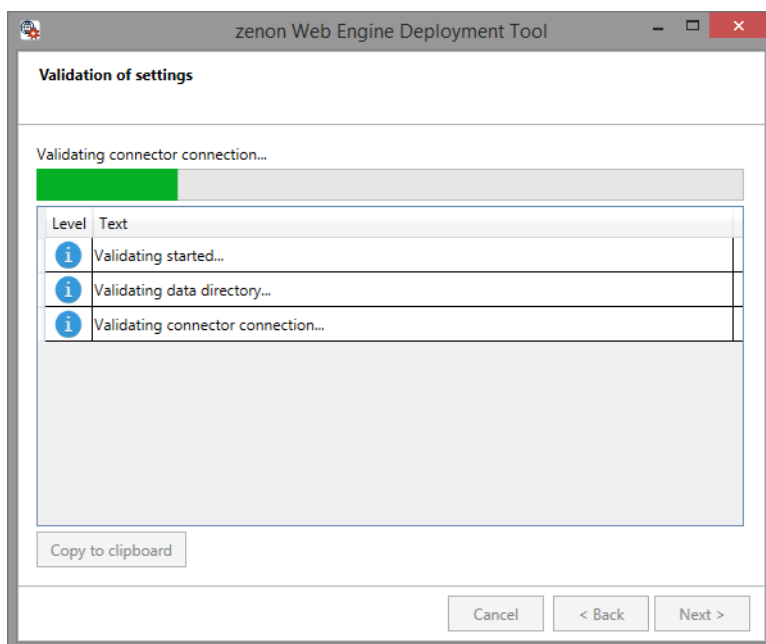 zenon Web Engine Deployment Tool
Validation of settings
Validating connector connection...
Level Text
Validating started...
Validating data directory...
Validating connector connection...
Copy to clipboard
Cancel < Back Next >